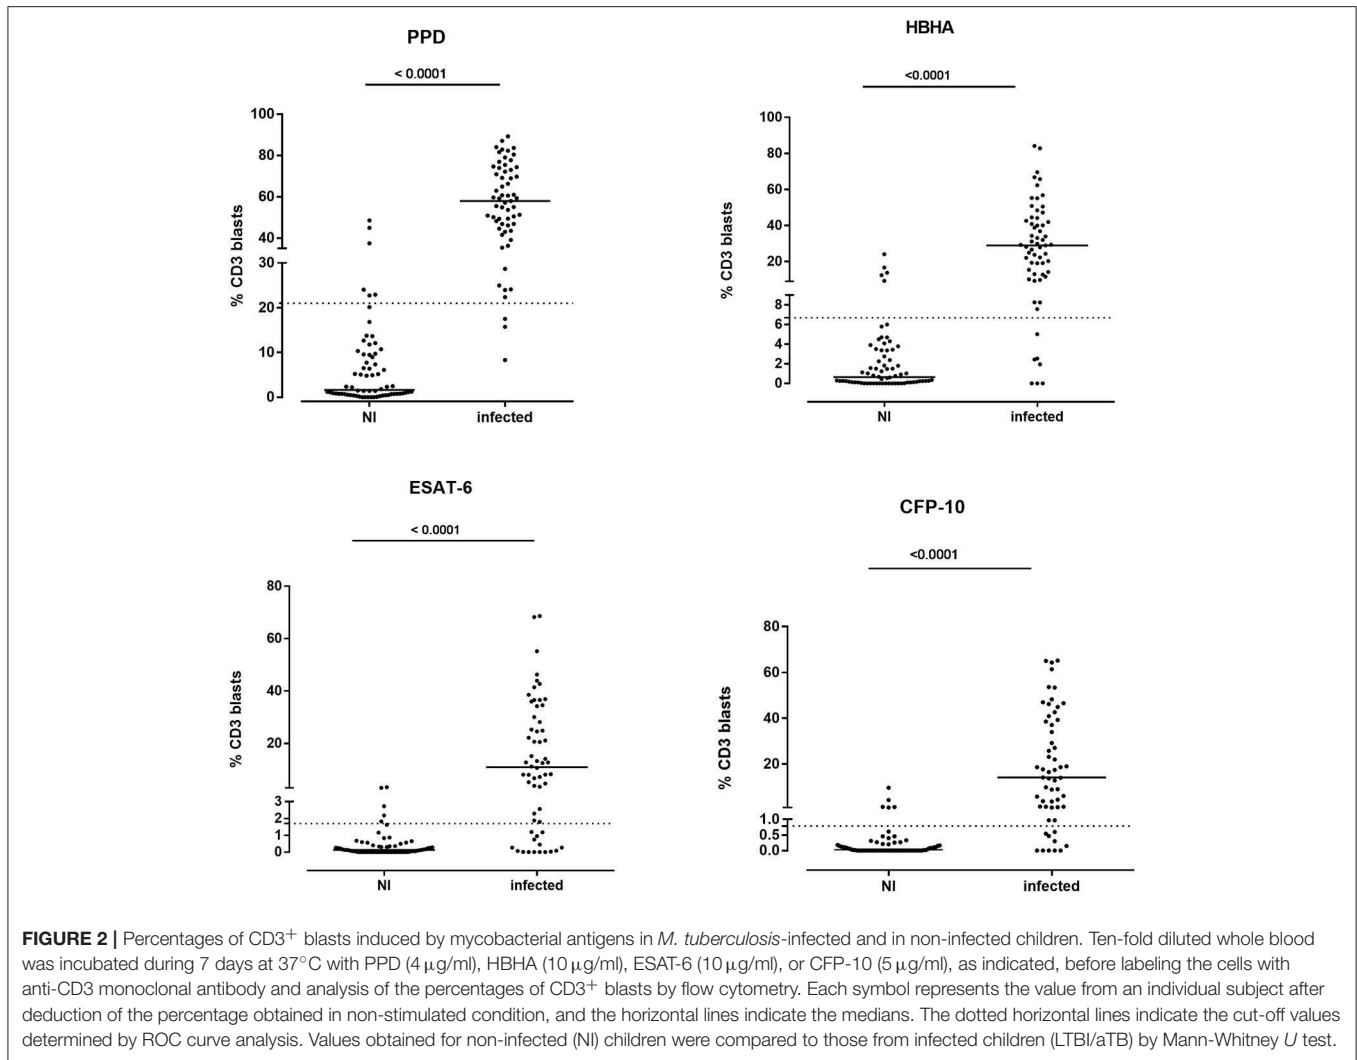 PPD
< 0.0001
% CD3 blasts
100
80
60
40
30
20
10
0
NI
infected
HBHA
<0.0001
% CD3 blasts
100
80
60
40
20
8
6
4
2
0
NI
infected
ESAT-6
< 0.0001
% CD3 blasts
80
60
40
20
3
2
1
0
NI
infected
CFP-10
<0.0001
% CD3 blasts
80
60
40
20
1.0
0.5
0.0
NI
infected
FIGURE 2 | Percentages of CD3+ blasts induced by mycobacterial antigens in M. tuberculosis-infected and in non-infected children. Ten-fold diluted whole blood
was incubated during 7 days at 37°C with PPD (4 μg/ml), HBHA (10 μg/ml), ESAT-6 (10 μg/ml), or CFP-10 (5 μg/ml), as indicated, before labeling the cells with
anti-CD3 monoclonal antibody and analysis of the percentages of CD3+ blasts by flow cytometry. Each symbol represents the value from an individual subject after
deduction of the percentage obtained in non-stimulated condition, and the horizontal lines indicate the medians. The dotted horizontal lines indicate the cut-off values
determined by ROC curve analysis. Values obtained for non-infected (NI) children were compared to those from infected children (LTBI/aTB) by Mann-Whitney U test.